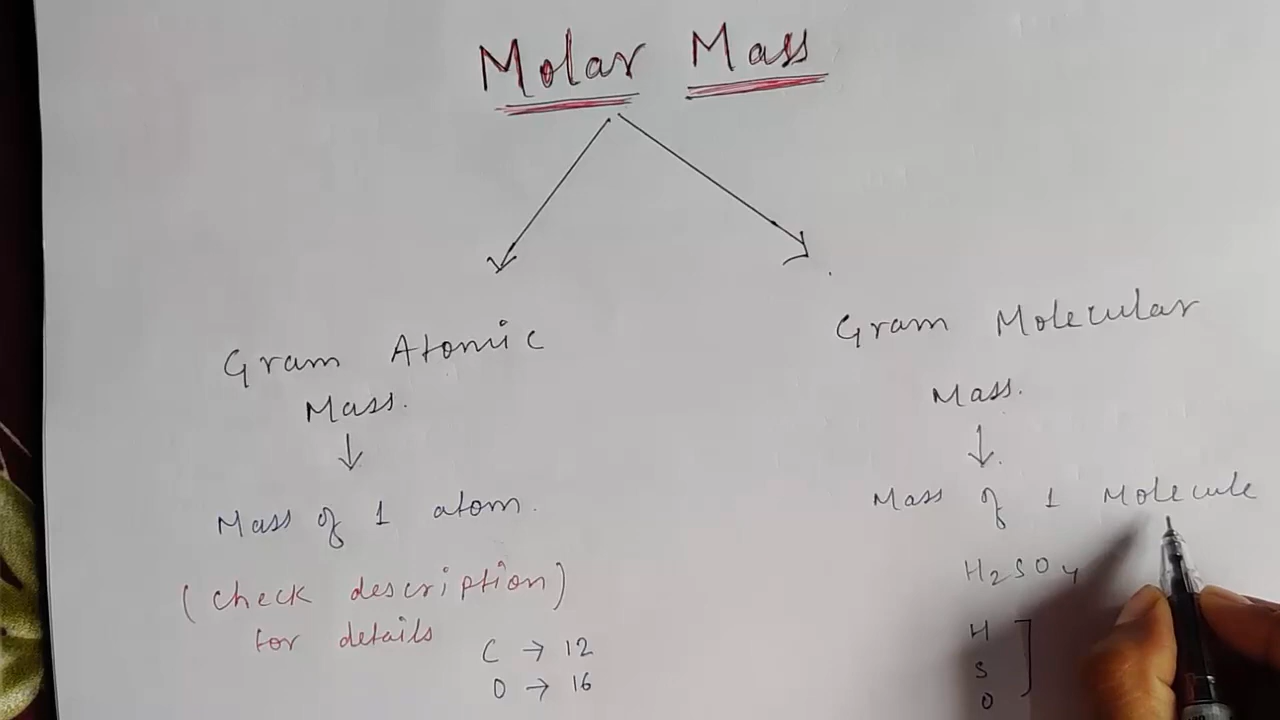 Molar Mass
Gram Atomic
Mass.
Mass of 1 atom.
(Check description)
for details
C → 12
O → 16
Gram Molecular
Mass.
Mass of 1 Molecule
H₂SO₄
H
S
O